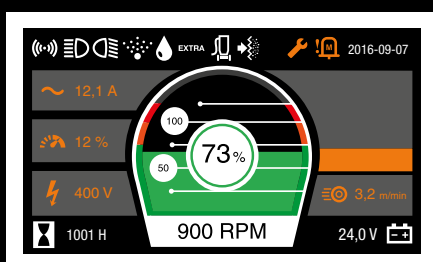 EXTRA
M
2016-09-07
12,1 A
100
12 %
73%
50
400 V
3,2 m/min
1001 H
900 RPM
24,0 V